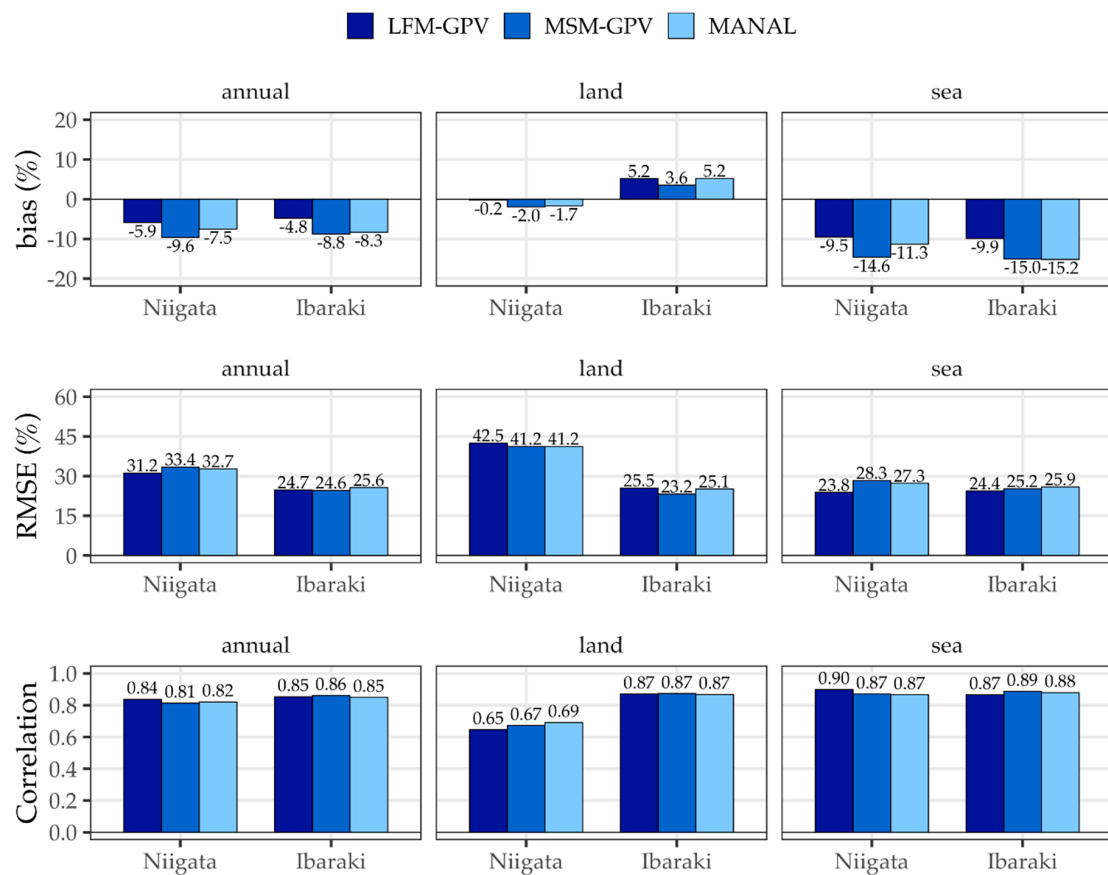 LFM-GPV MSM-GPV MANAL
annual land sea
bias (%)
20
10
0
-10
-20
-5.9 -9.6 -7.5 -4.8 -8.8 -8.3
-0.2 -2.0 -1.7 5.2 3.6 5.2
-9.5 -14.6 -11.3 -9.9 -15.0 -15.2
Niigata Ibaraki Niigata Ibaraki Niigata Ibaraki
annual land sea
RMSE (%)
60
45
30
15
0
31.2 33.4 32.7 24.7 24.6 25.6
42.5 41.2 41.2 25.5 23.2 25.1
23.8 28.3 27.3 24.4 25.2 25.9
Niigata Ibaraki Niigata Ibaraki Niigata Ibaraki
annual land sea
Correlation
1.0
0.8
0.6
0.4
0.2
0.0
0.84 0.81 0.82 0.85 0.86 0.85
0.65 0.67 0.69 0.87 0.87 0.87
0.90 0.87 0.87 0.87 0.89 0.88
Niigata Ibaraki Niigata Ibaraki Niigata Ibaraki